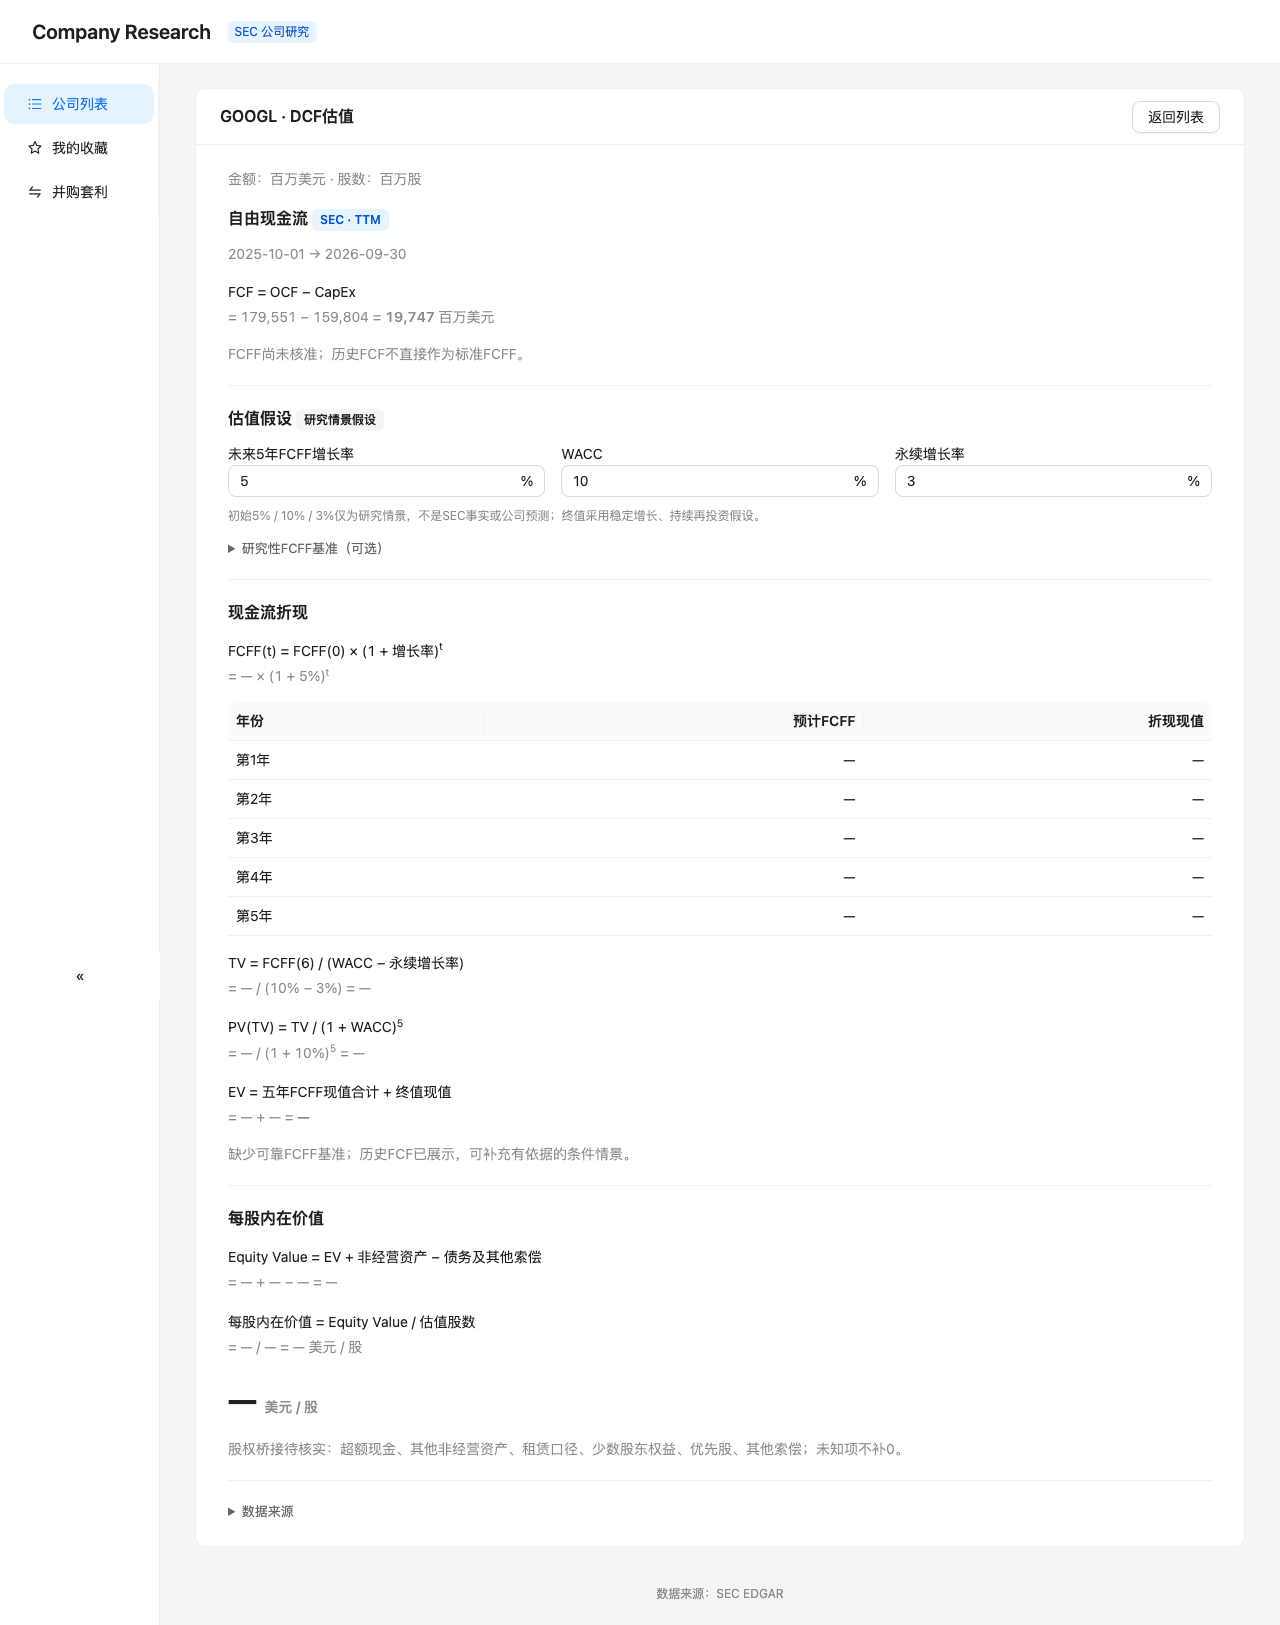 Company Research SEC 公司研究
公司列表
我的收藏
并购套利
«
GOOGL · DCF估值
返回列表
金额：百万美元 · 股数：百万股
自由现金流 SEC · TTM
2025-10-01 → 2026-09-30
FCF = OCF − CapEx
= 179,551 − 159,804 = 19,747 百万美元
FCFF尚未核准；历史FCF不直接作为标准FCFF。
估值假设 研究情景假设
未来5年FCFF增长率 WACC 永续增长率
5 % 10 % 3 %
初始5% / 10% / 3%仅为研究情景，不是SEC事实或公司预测；终值采用稳定增长、持续再投资假设。
▶ 研究性FCFF基准（可选）
现金流折现
FCFF(t) = FCFF(0) × (1 + 增长率)ᵗ
= — × (1 + 5%)ᵗ
年份 预计FCFF 折现现值
第1年 — —
第2年 — —
第3年 — —
第4年 — —
第5年 — —
TV = FCFF(6) / (WACC − 永续增长率)
= — / (10% − 3%) = —
PV(TV) = TV / (1 + WACC)⁵
= — / (1 + 10%)⁵ = —
EV = 五年FCFF现值合计 + 终值现值
= — + — = —
缺少可靠FCFF基准；历史FCF已展示，可补充有依据的条件情景。
每股内在价值
Equity Value = EV + 非经营资产 − 债务及其他索偿
= — + — − — = —
每股内在价值 = Equity Value / 估值股数
= — / — = — 美元 / 股
— 美元 / 股
股权桥接待核实：超额现金、其他非经营资产、租赁口径、少数股东权益、优先股、其他索偿；未知项不补0。
▶ 数据来源
数据来源：SEC EDGAR